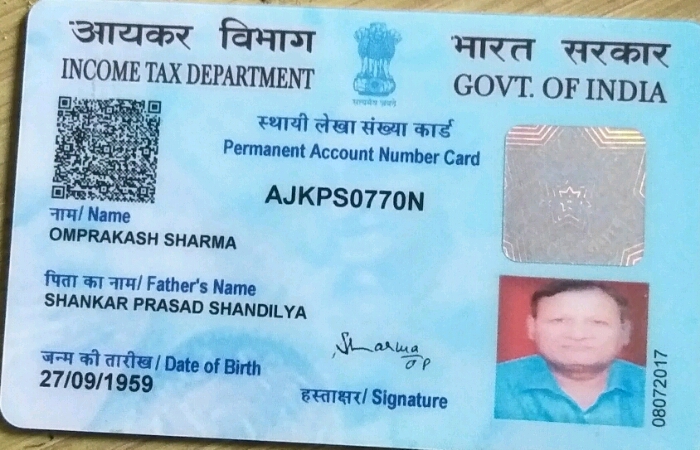 आयकर विभाग
INCOME TAX DEPARTMENT
भारत सरकार
GOVT. OF INDIA
सत्यमेव जयते
स्थायी लेखा संख्या कार्ड
Permanent Account Number Card
AJKPS0770N
नाम/ Name
OMPRAKASH SHARMA
पिता का नाम/ Father's Name
SHANKAR PRASAD SHANDILYA
जन्म की तारीख / Date of Birth
27/09/1959
Sharma
OP
हस्ताक्षर/ Signature
08072017